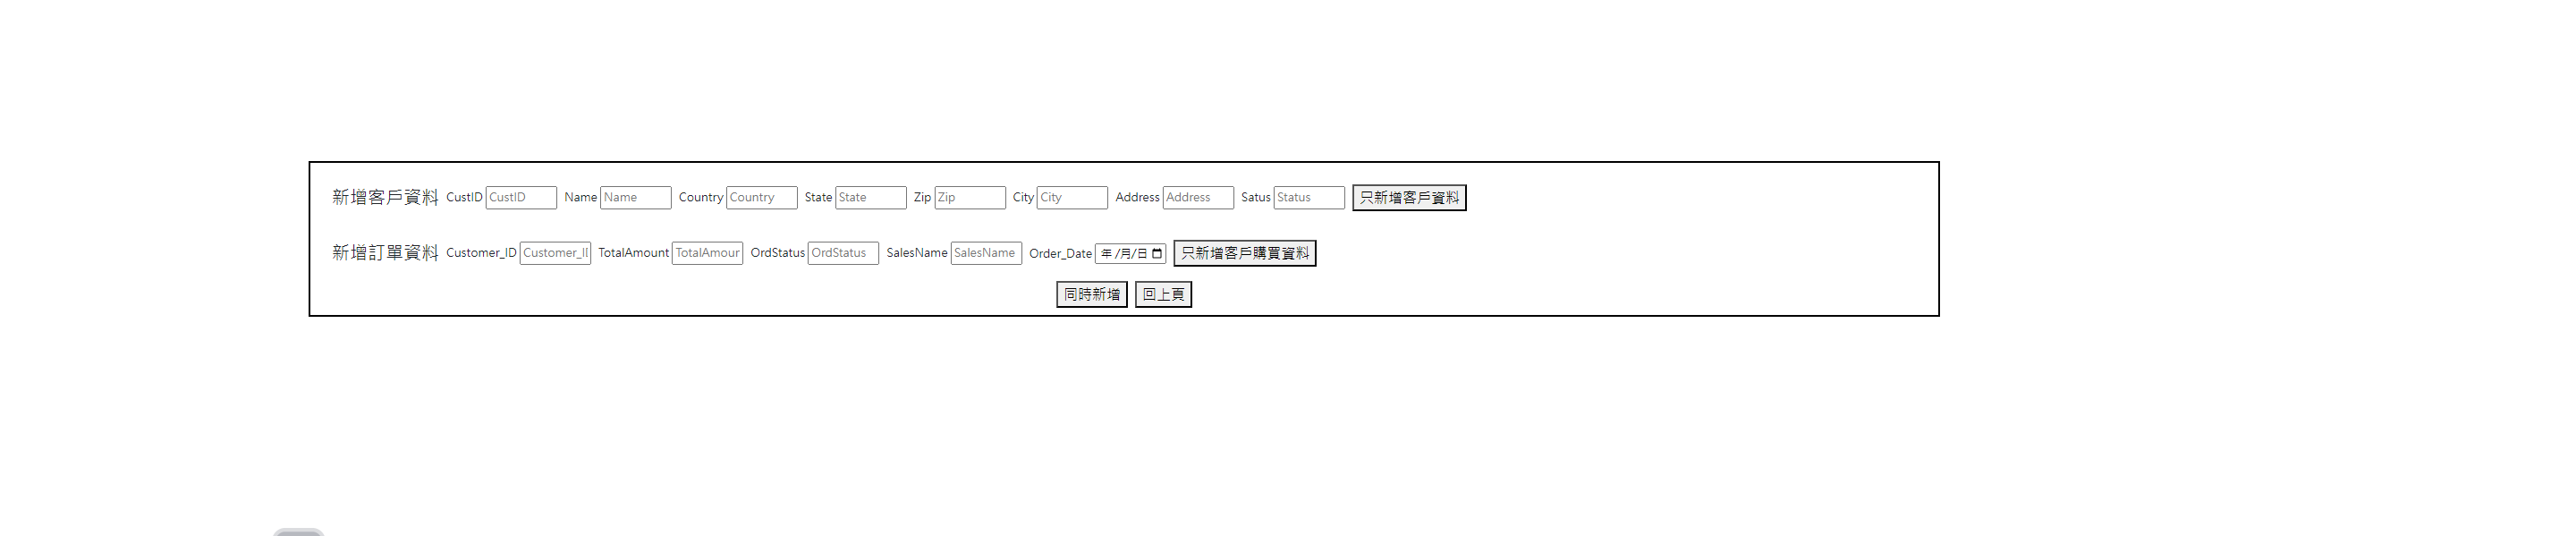 新增客戶資料 CustID CustID Name Name Country Country State State Zip Zip City City Address Address Satus Status 只新增客戶資料
新增訂單資料 Customer_ID Customer_II TotalAmount TotalAmour OrdStatus OrdStatus SalesName SalesName Order_Date 年 /月/日 只新增客戶購買資料
同時新增 回上頁